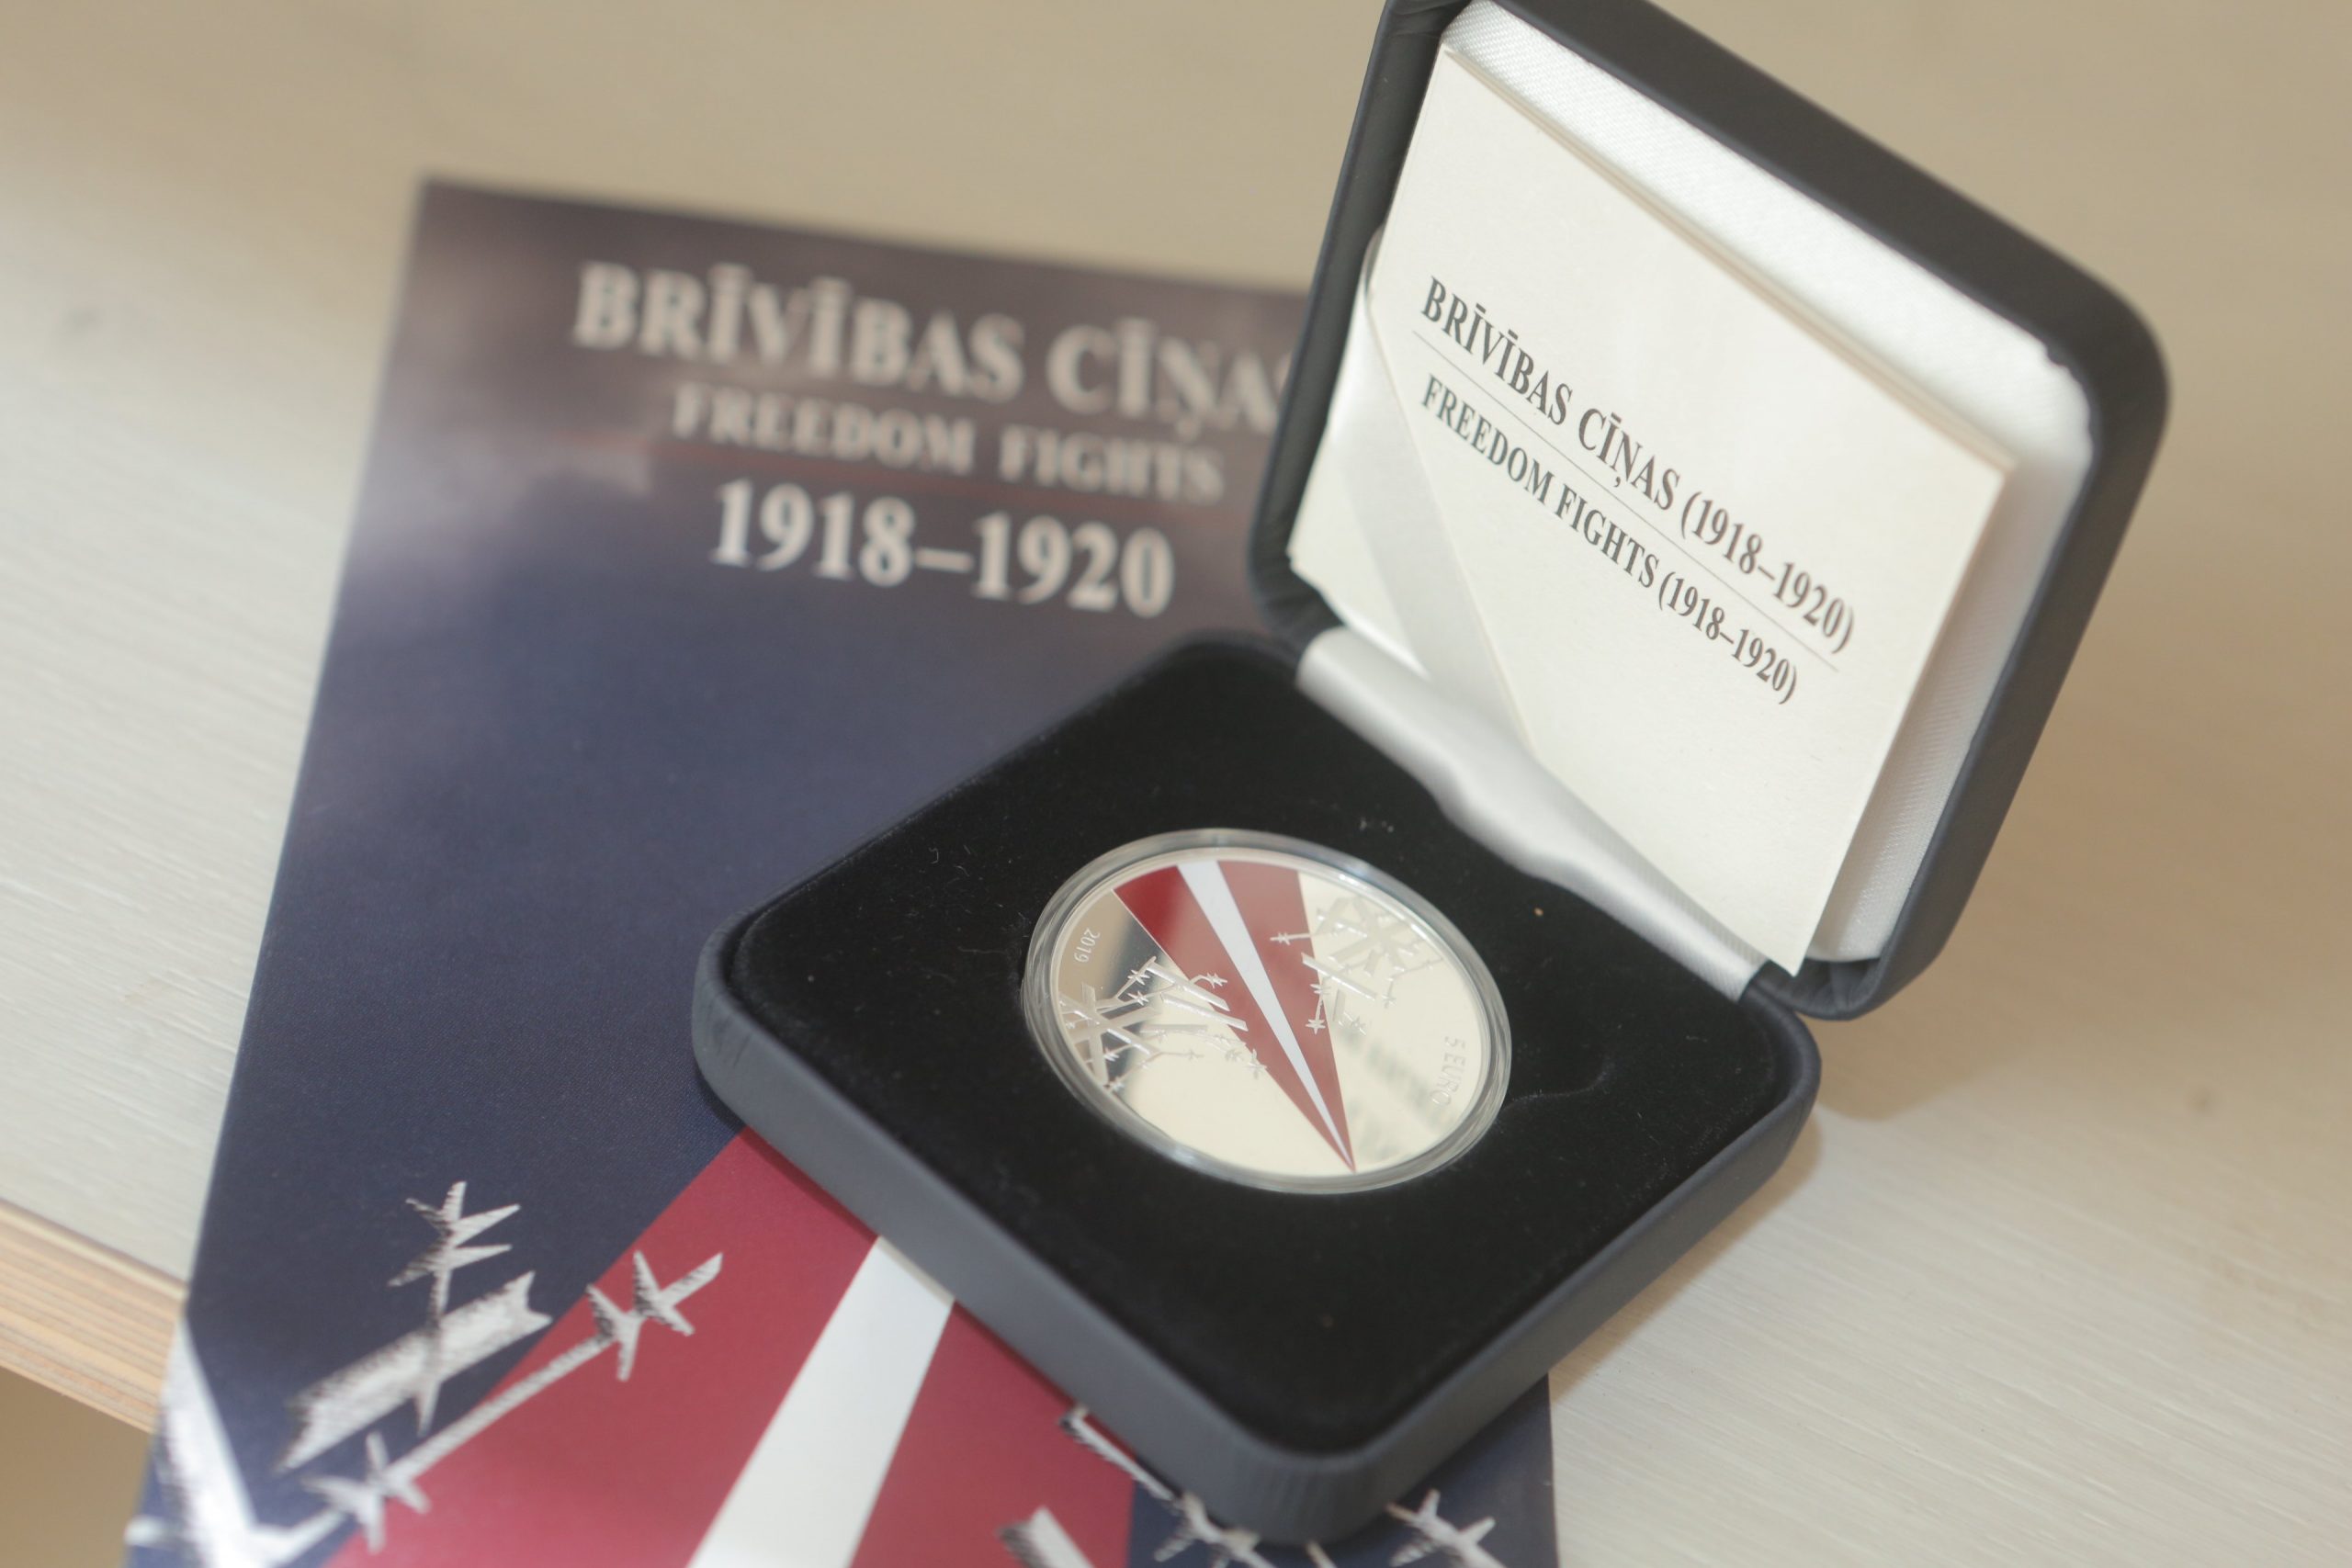 BRĪVĪBAS CĪŅAS
FREEDOM FIGHTS
1918–1920
BRĪVĪBAS CĪŅAS (1918–1920)
FREEDOM FIGHTS (1918–1920)
2019
5 EURO